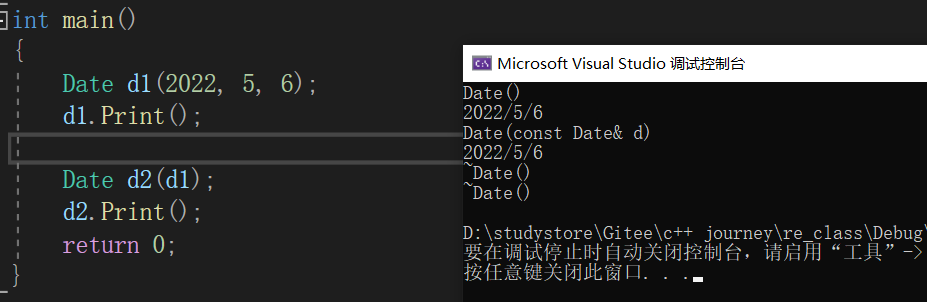 int main()
{
Date d1(2022, 5, 6);
d1.Print();
Date d2(d1);
d2.Print();
return 0;
}
Microsoft Visual Studio 调试控制台
Date()
2022/5/6
Date(const Date& d)
2022/5/6
~Date()
~Date()
D:\studystore\Gitee\c++ journey\re_class\Debug\
要在调试停止时自动关闭控制台，请启用“工具”->
按任意键关闭此窗口. . .